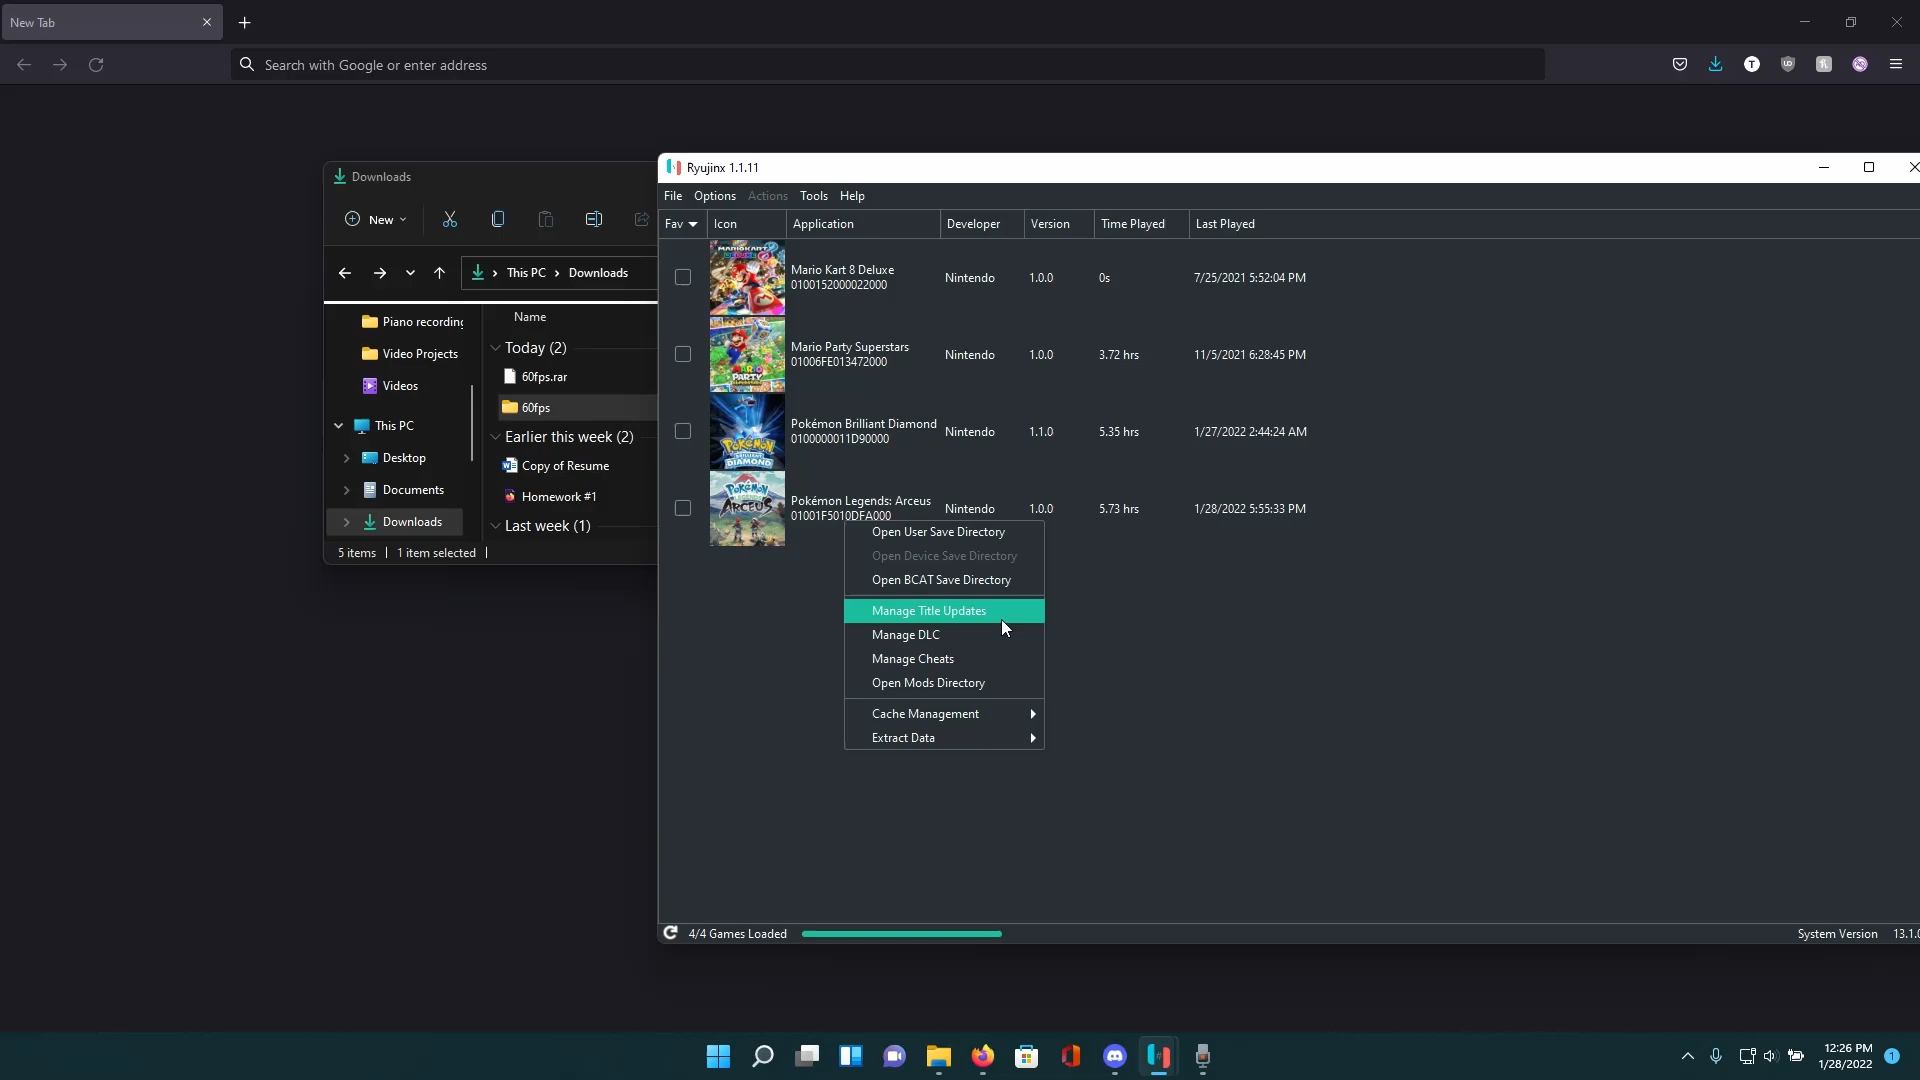 New Tab
Search with Google or enter address
Downloads
New
This PC > Downloads
Piano recording
Video Projects
Videos
This PC
Desktop
Documents
Downloads
Name
Today (2)
60fps.rar
60fps
Earlier this week (2)
Copy of Resume
Homework #1
Last week (1)
5 items | 1 item selected |
Ryujinx 1.1.11
File Options Actions Tools Help
Fav Icon Application Developer Version Time Played Last Played
Mario Kart 8 Deluxe
0100152000022000
Nintendo 1.0.0 0s 7/25/2021 5:52:04 PM
Mario Party Superstars
01006FE013472000
Nintendo 1.0.0 3.72 hrs 11/5/2021 6:28:45 PM
MARIO
PARTY
Pokémon Brilliant Diamond
0100000011D90000
Nintendo 1.1.0 5.35 hrs 1/27/2022 2:44:24 AM
POKÉMON
BRILLIANT
DIAMOND
Pokémon Legends: Arceus
01001F5010DFA000
Nintendo 1.0.0 5.73 hrs 1/28/2022 5:55:33 PM
POKÉMON
ARCEUS
Open User Save Directory
Open Device Save Directory
Open BCAT Save Directory
Manage Title Updates
Manage DLC
Manage Cheats
Open Mods Directory
Cache Management
Extract Data
4/4 Games Loaded
System Version 13.1.0
12:26 PM
1/28/2022
1